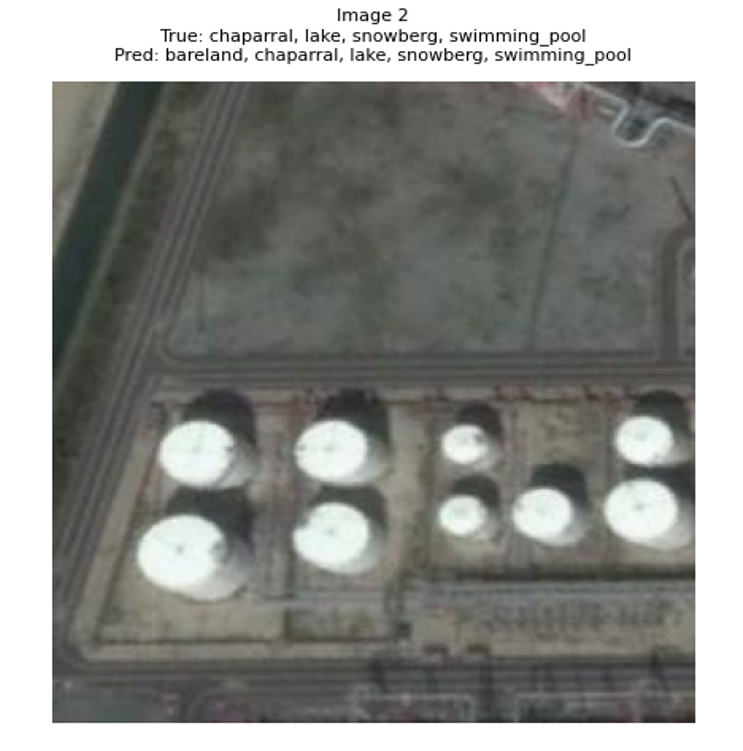 Image 2
True: chaparral, lake, snowberg, swimming_pool
Pred: bareland, chaparral, lake, snowberg, swimming_pool